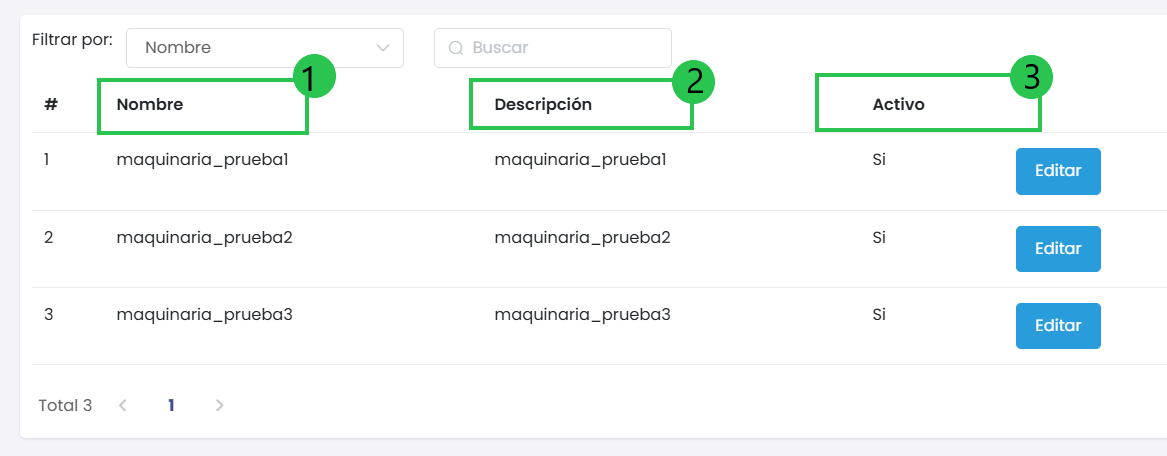 Filtrar por: Nombre Buscar
1 2 3
# Nombre Descripción Activo
1 maquinaria_prueba1 maquinaria_prueba1 Si Editar
2 maquinaria_prueba2 maquinaria_prueba2 Si Editar
3 maquinaria_prueba3 maquinaria_prueba3 Si Editar
Total 3 < 1 >